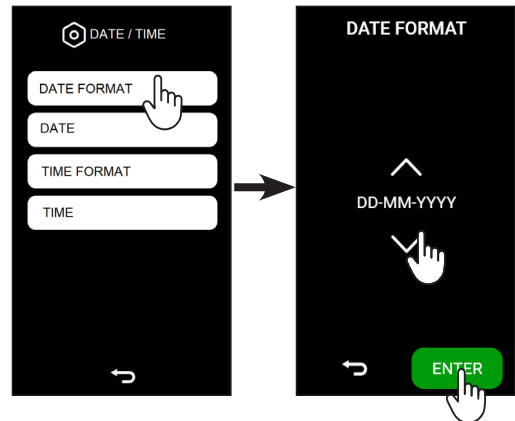 DATE / TIME
DATE FORMAT
DATE
TIME FORMAT
TIME
DATE FORMAT
DD-MM-YYYY
ENTER